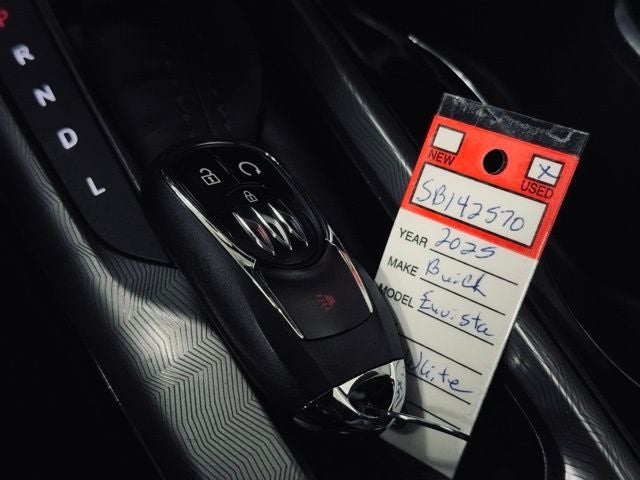 P
R
N
D
L
NEW
X
USED
SB142570
YEAR 2025
MAKE Buick
MODEL Envista
White